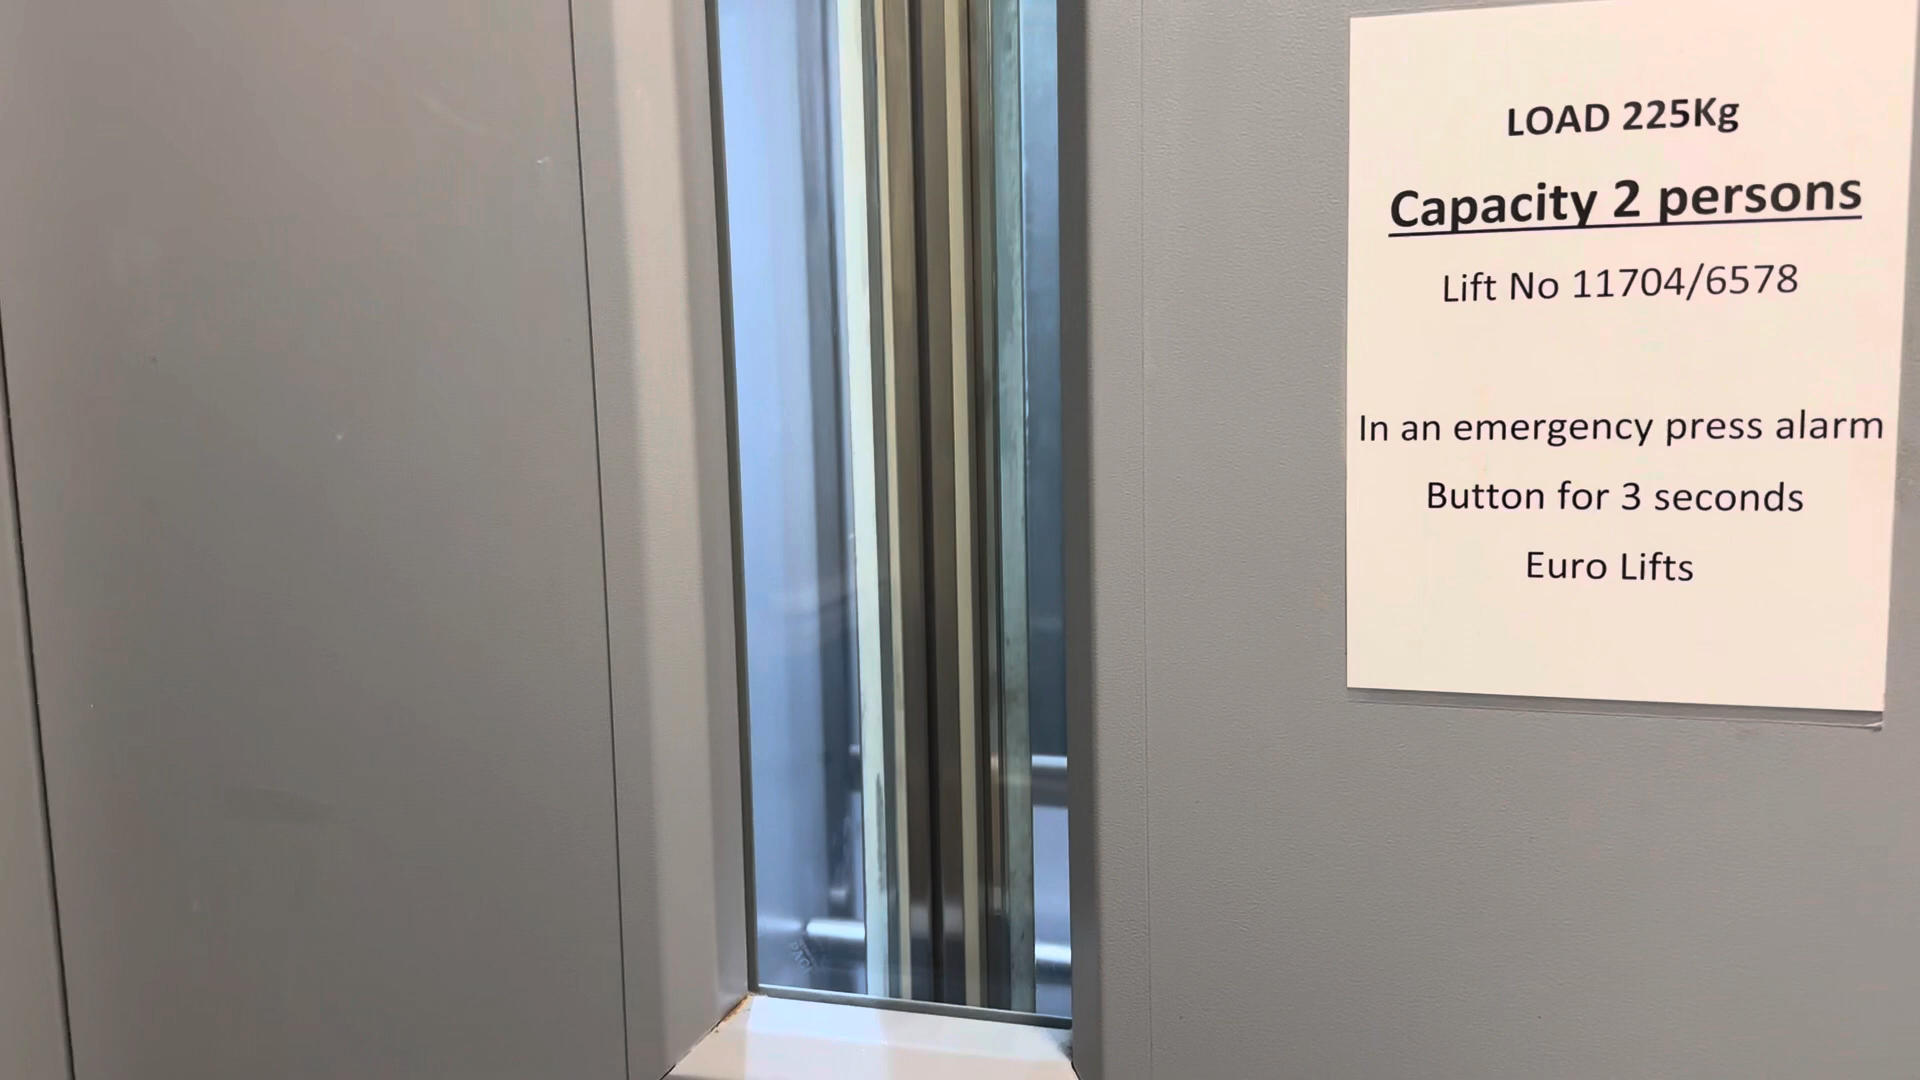 LOAD 225Kg
Capacity 2 persons
Lift No 11704/6578
In an emergency press alarm
Button for 3 seconds
Euro Lifts